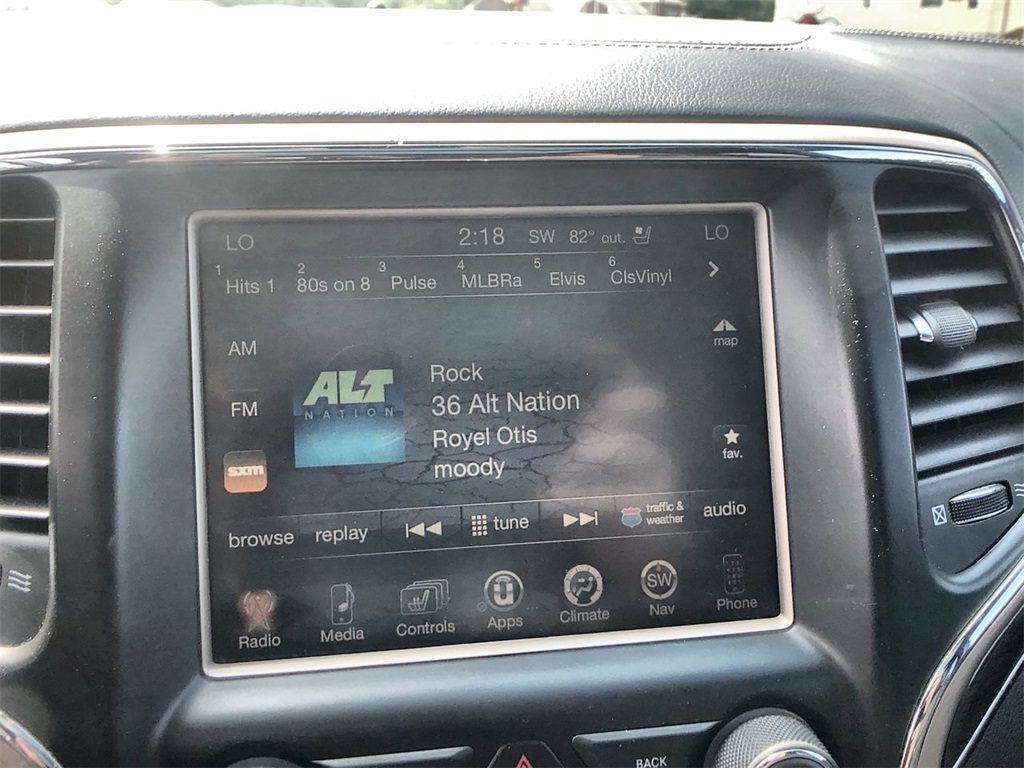 LO 2:18 SW 82° out. LO
1 Hits 1 2 80s on 8 3 Pulse 4 MLBRa 5 Elvis 6 ClsVinyl
AM
map
FM
ALT
NATION
Rock
36 Alt Nation
Royel Otis
moody
fav.
sxm
browse replay tune traffic & weather audio
Radio Media Controls Apps Climate SW Nav Phone
BACK